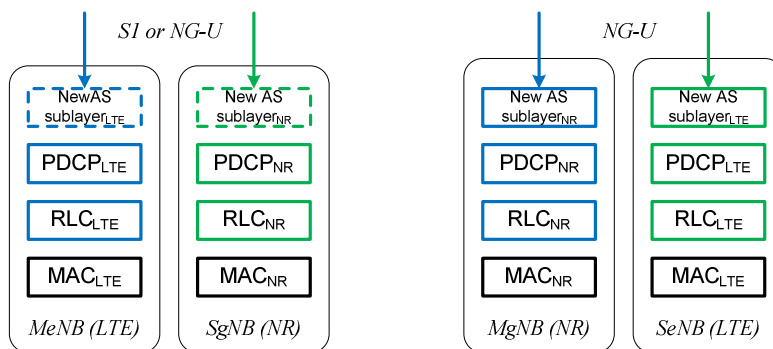 S1 or NG-U
NG-U
NewAS
sublayerLTE
New AS
sublayerNR
New AS
sublayerNR
New AS
sublayerLTE
PDCPLTE
PDCPNR
PDCPNR
PDCPLTE
RLCLTE
RLCNR
RLCNR
RLCLTE
MACLTE
MACNR
MACNR
MACLTE
MeNB (LTE)
SgNB (NR)
MgNB (NR)
SeNB (LTE)